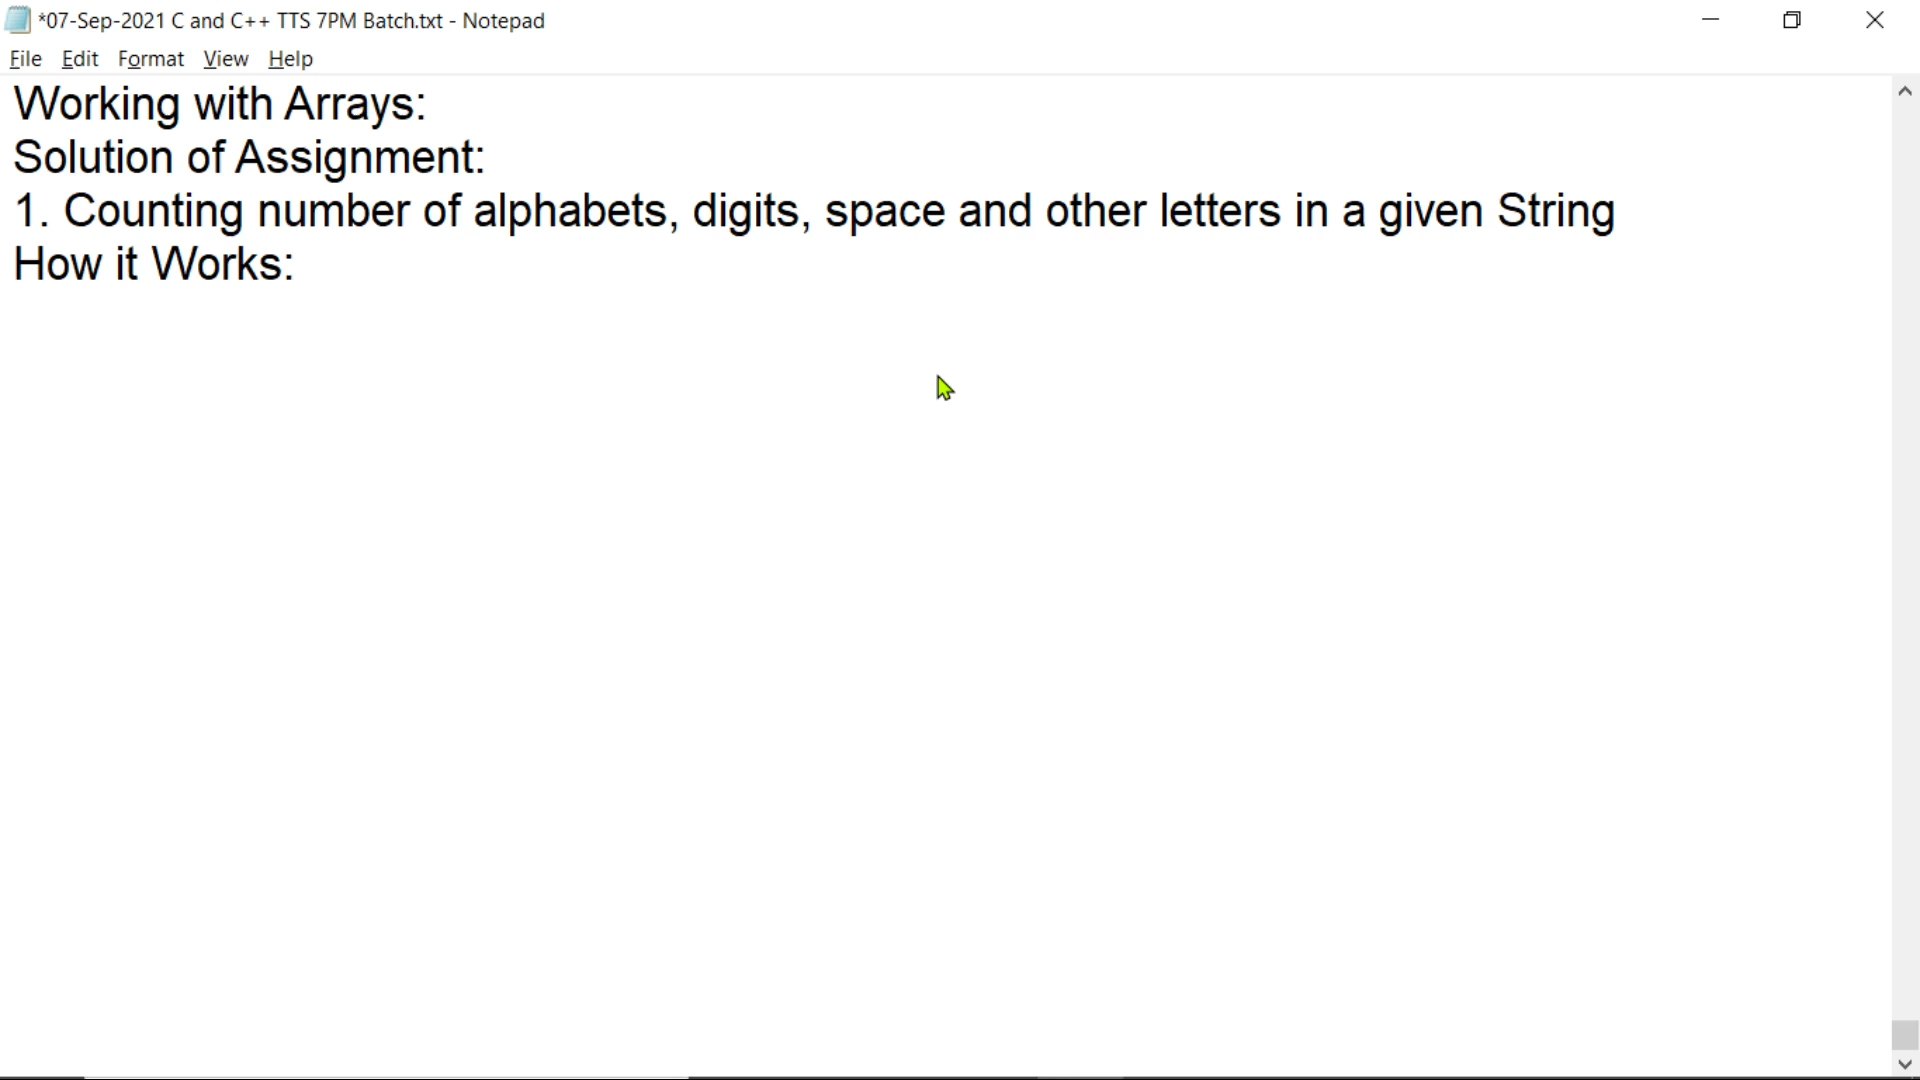 *07-Sep-2021 C and C++ TTS 7PM Batch.txt - Notepad
File Edit Format View Help
Working with Arrays:
Solution of Assignment:
1. Counting number of alphabets, digits, space and other letters in a given String
How it Works: